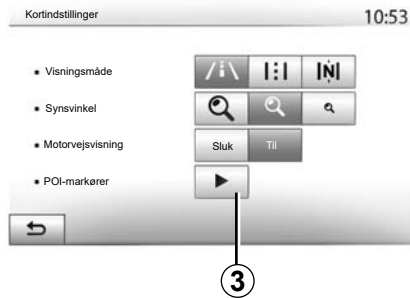 Kortindstillinger 10:53
Visningsmåde N
Synsvinkel
Motorvejsvisning Sluk Til
POI-markører
3